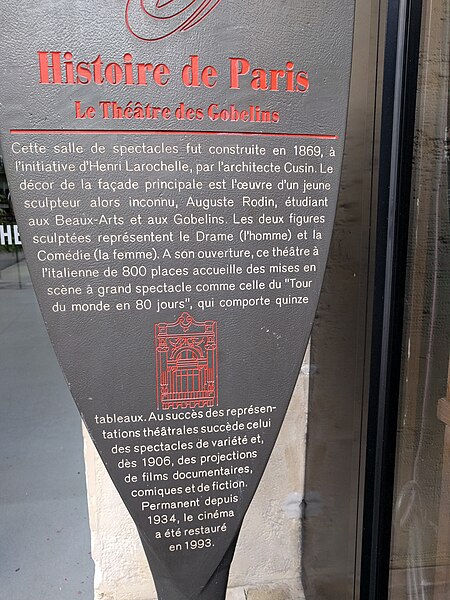 Histoire de Paris
Le Théâtre des Gobelins
Cette salle de spectacles fut construite en 1869, à
l'initiative d'Henri Larochelle, par l'architecte Cusin. Le
décor de la façade principale est l'œuvre d'un jeune
sculpteur alors inconnu, Auguste Rodin, étudiant
aux Beaux-Arts et aux Gobelins. Les deux figures
sculptées représentent le Drame (l'homme) et la
Comédie (la femme). A son ouverture, ce théâtre à
l'italienne de 800 places accueille des mises en
scène à grand spectacle comme celle du "Tour
du monde en 80 jours", qui comporte quinze
tableaux. Au succès des représen-
tations théâtrales succède celui
des spectacles de variété et,
dès 1906, des projections
de films documentaires,
comiques et de fiction.
Permanent depuis
1934, le cinéma
a été restauré
en 1993.